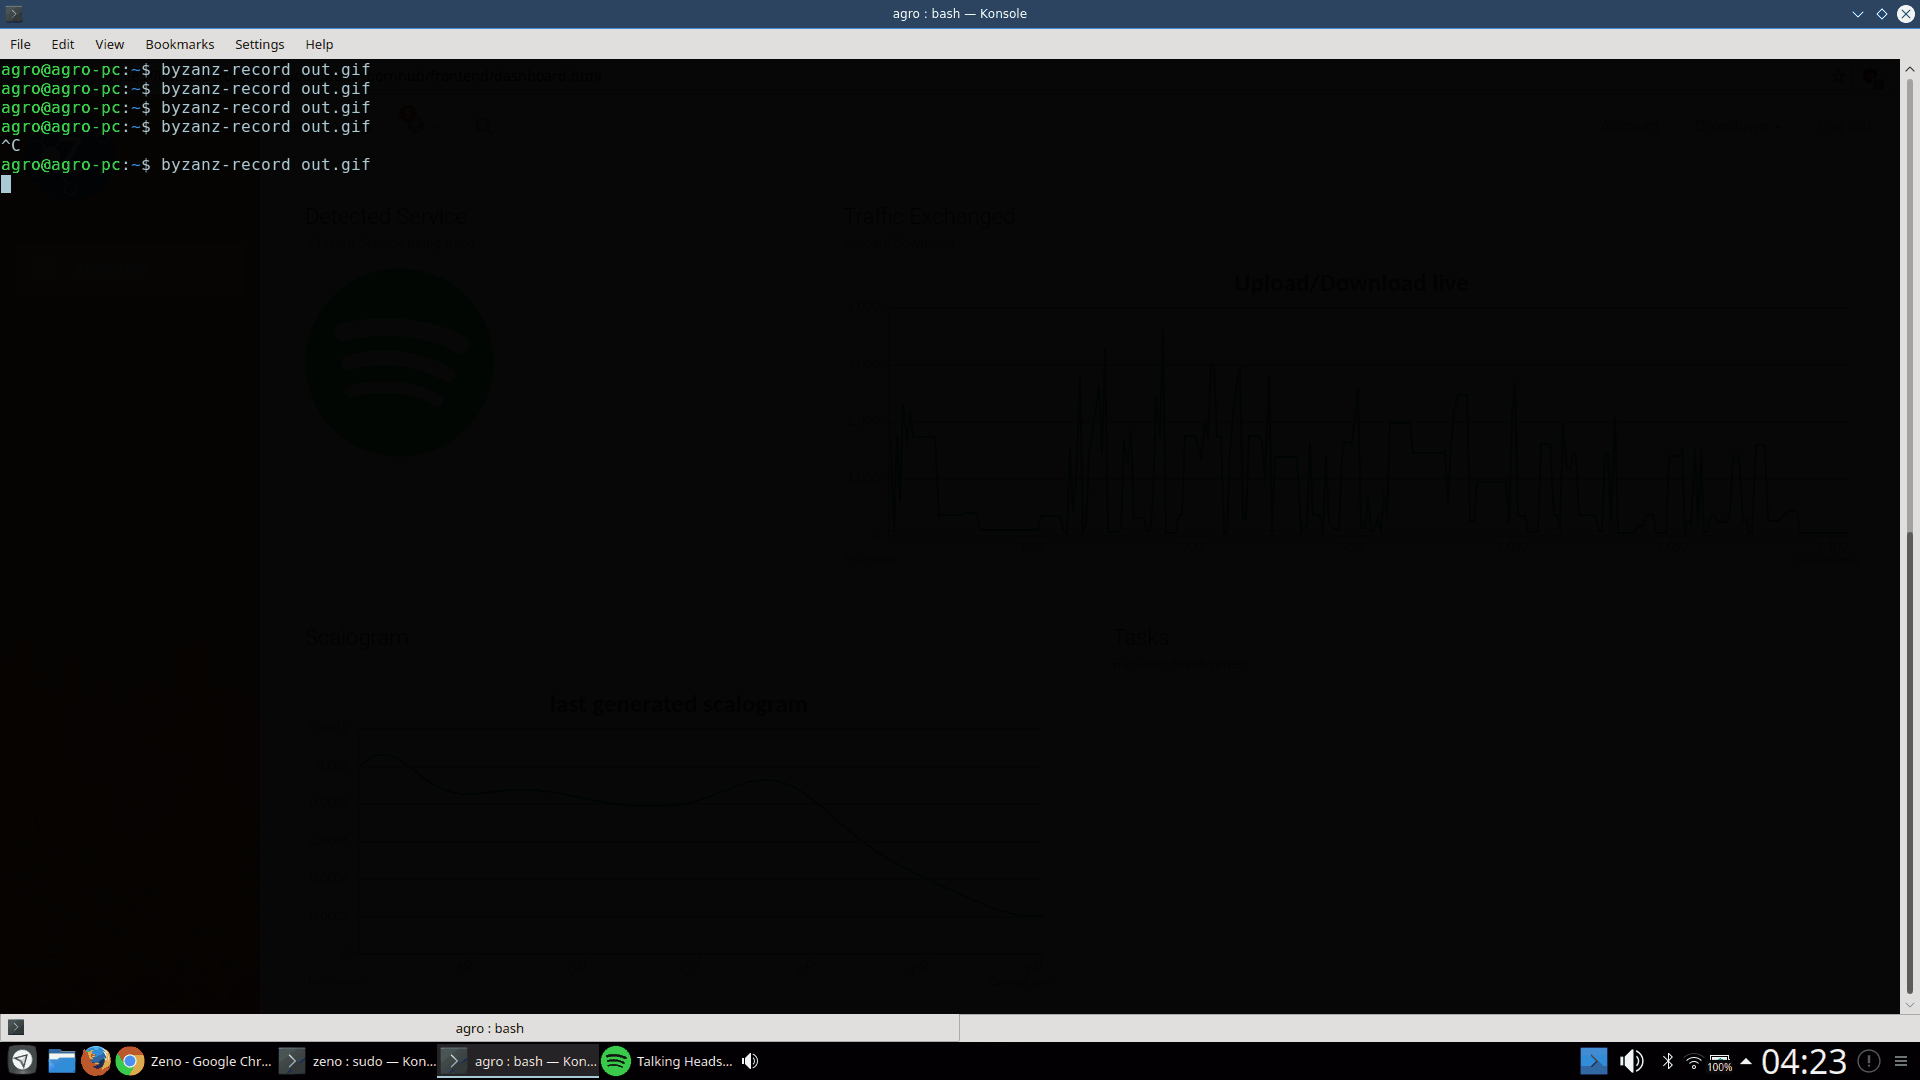 agro : bash — Konsole
File Edit View Bookmarks Settings Help
agro@agro-pc:~$ byzanz-record out.gif
agro@agro-pc:~$ byzanz-record out.gif
agro@agro-pc:~$ byzanz-record out.gif
agro@agro-pc:~$ byzanz-record out.gif
^C
agro@agro-pc:~$ byzanz-record out.gif
Detected Service
Traffic Exchanged
Upload/Download live
Scalogram
Tasks
last generated scalogram
agro : bash
Zeno - Google Chr... zeno : sudo — Kon... agro : bash — Kon... Talking Heads... 100% 04:23